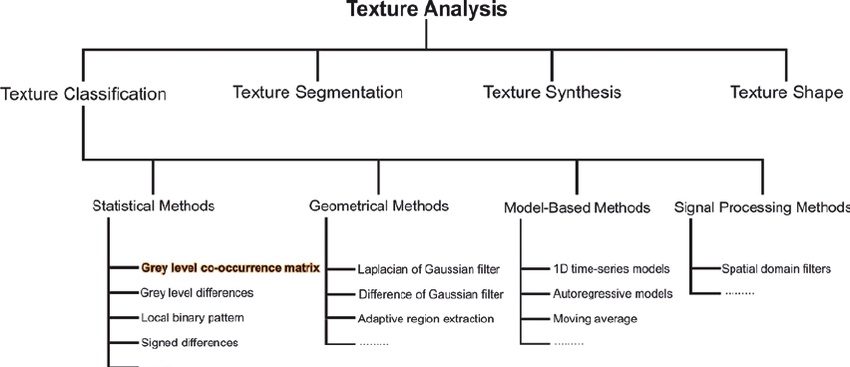 Texture Analysis
Texture Classification
Texture Segmentation
Texture Synthesis
Texture Shape
Statistical Methods
Grey level co-occurrence matrix
Grey level differences
Local binary pattern
Signed differences
Geometrical Methods
Laplacian of Gaussian filter
Difference of Gaussian filter
Adaptive region extraction
.........
Model-Based Methods
1D time-series models
Autoregressive models
Moving average
.........
Signal Processing Methods
Spatial domain filters
.........